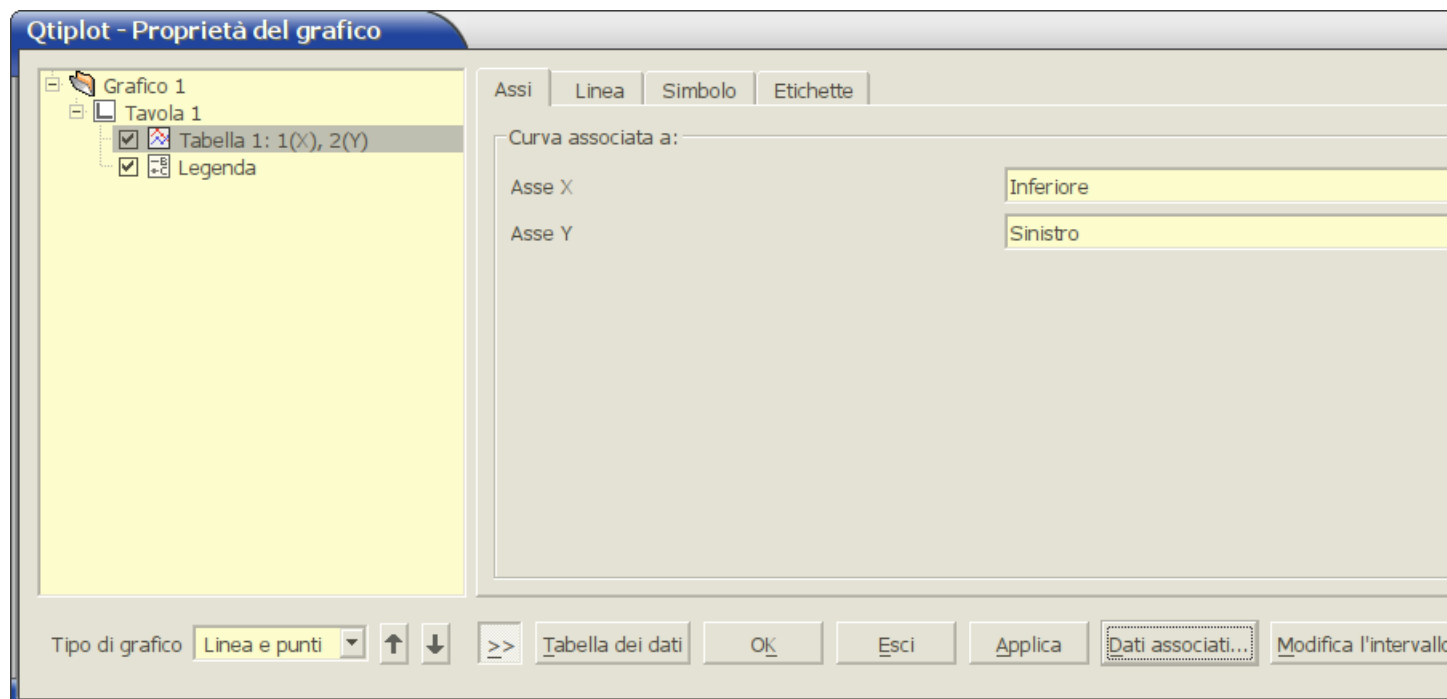 Qtiplot - Proprietà del grafico
Grafico 1
Tavola 1
Tabella 1: 1(X), 2(Y)
Legenda
Assi Linea Simbolo Etichette
Curva associata a:
Asse X Inferiore
Asse Y Sinistro
Tipo di grafico Linea e punti >> Tabella dei dati OK Esci Applica Dati associati... Modifica l'intervallo